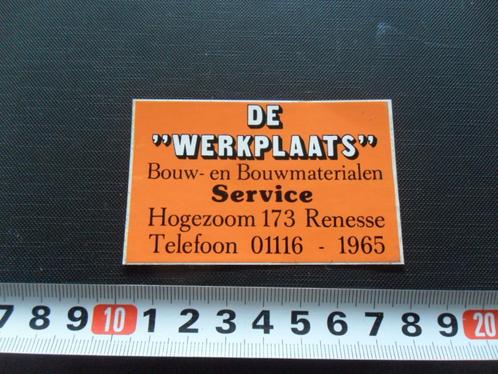 DE
"WERKPLAATS"
Bouw- en Bouwmaterialen
Service
Hogezoom 173 Renesse
Telefoon 01116 - 1965
7 8 9 10 1 2 3 4 5 6 7 8 9 20